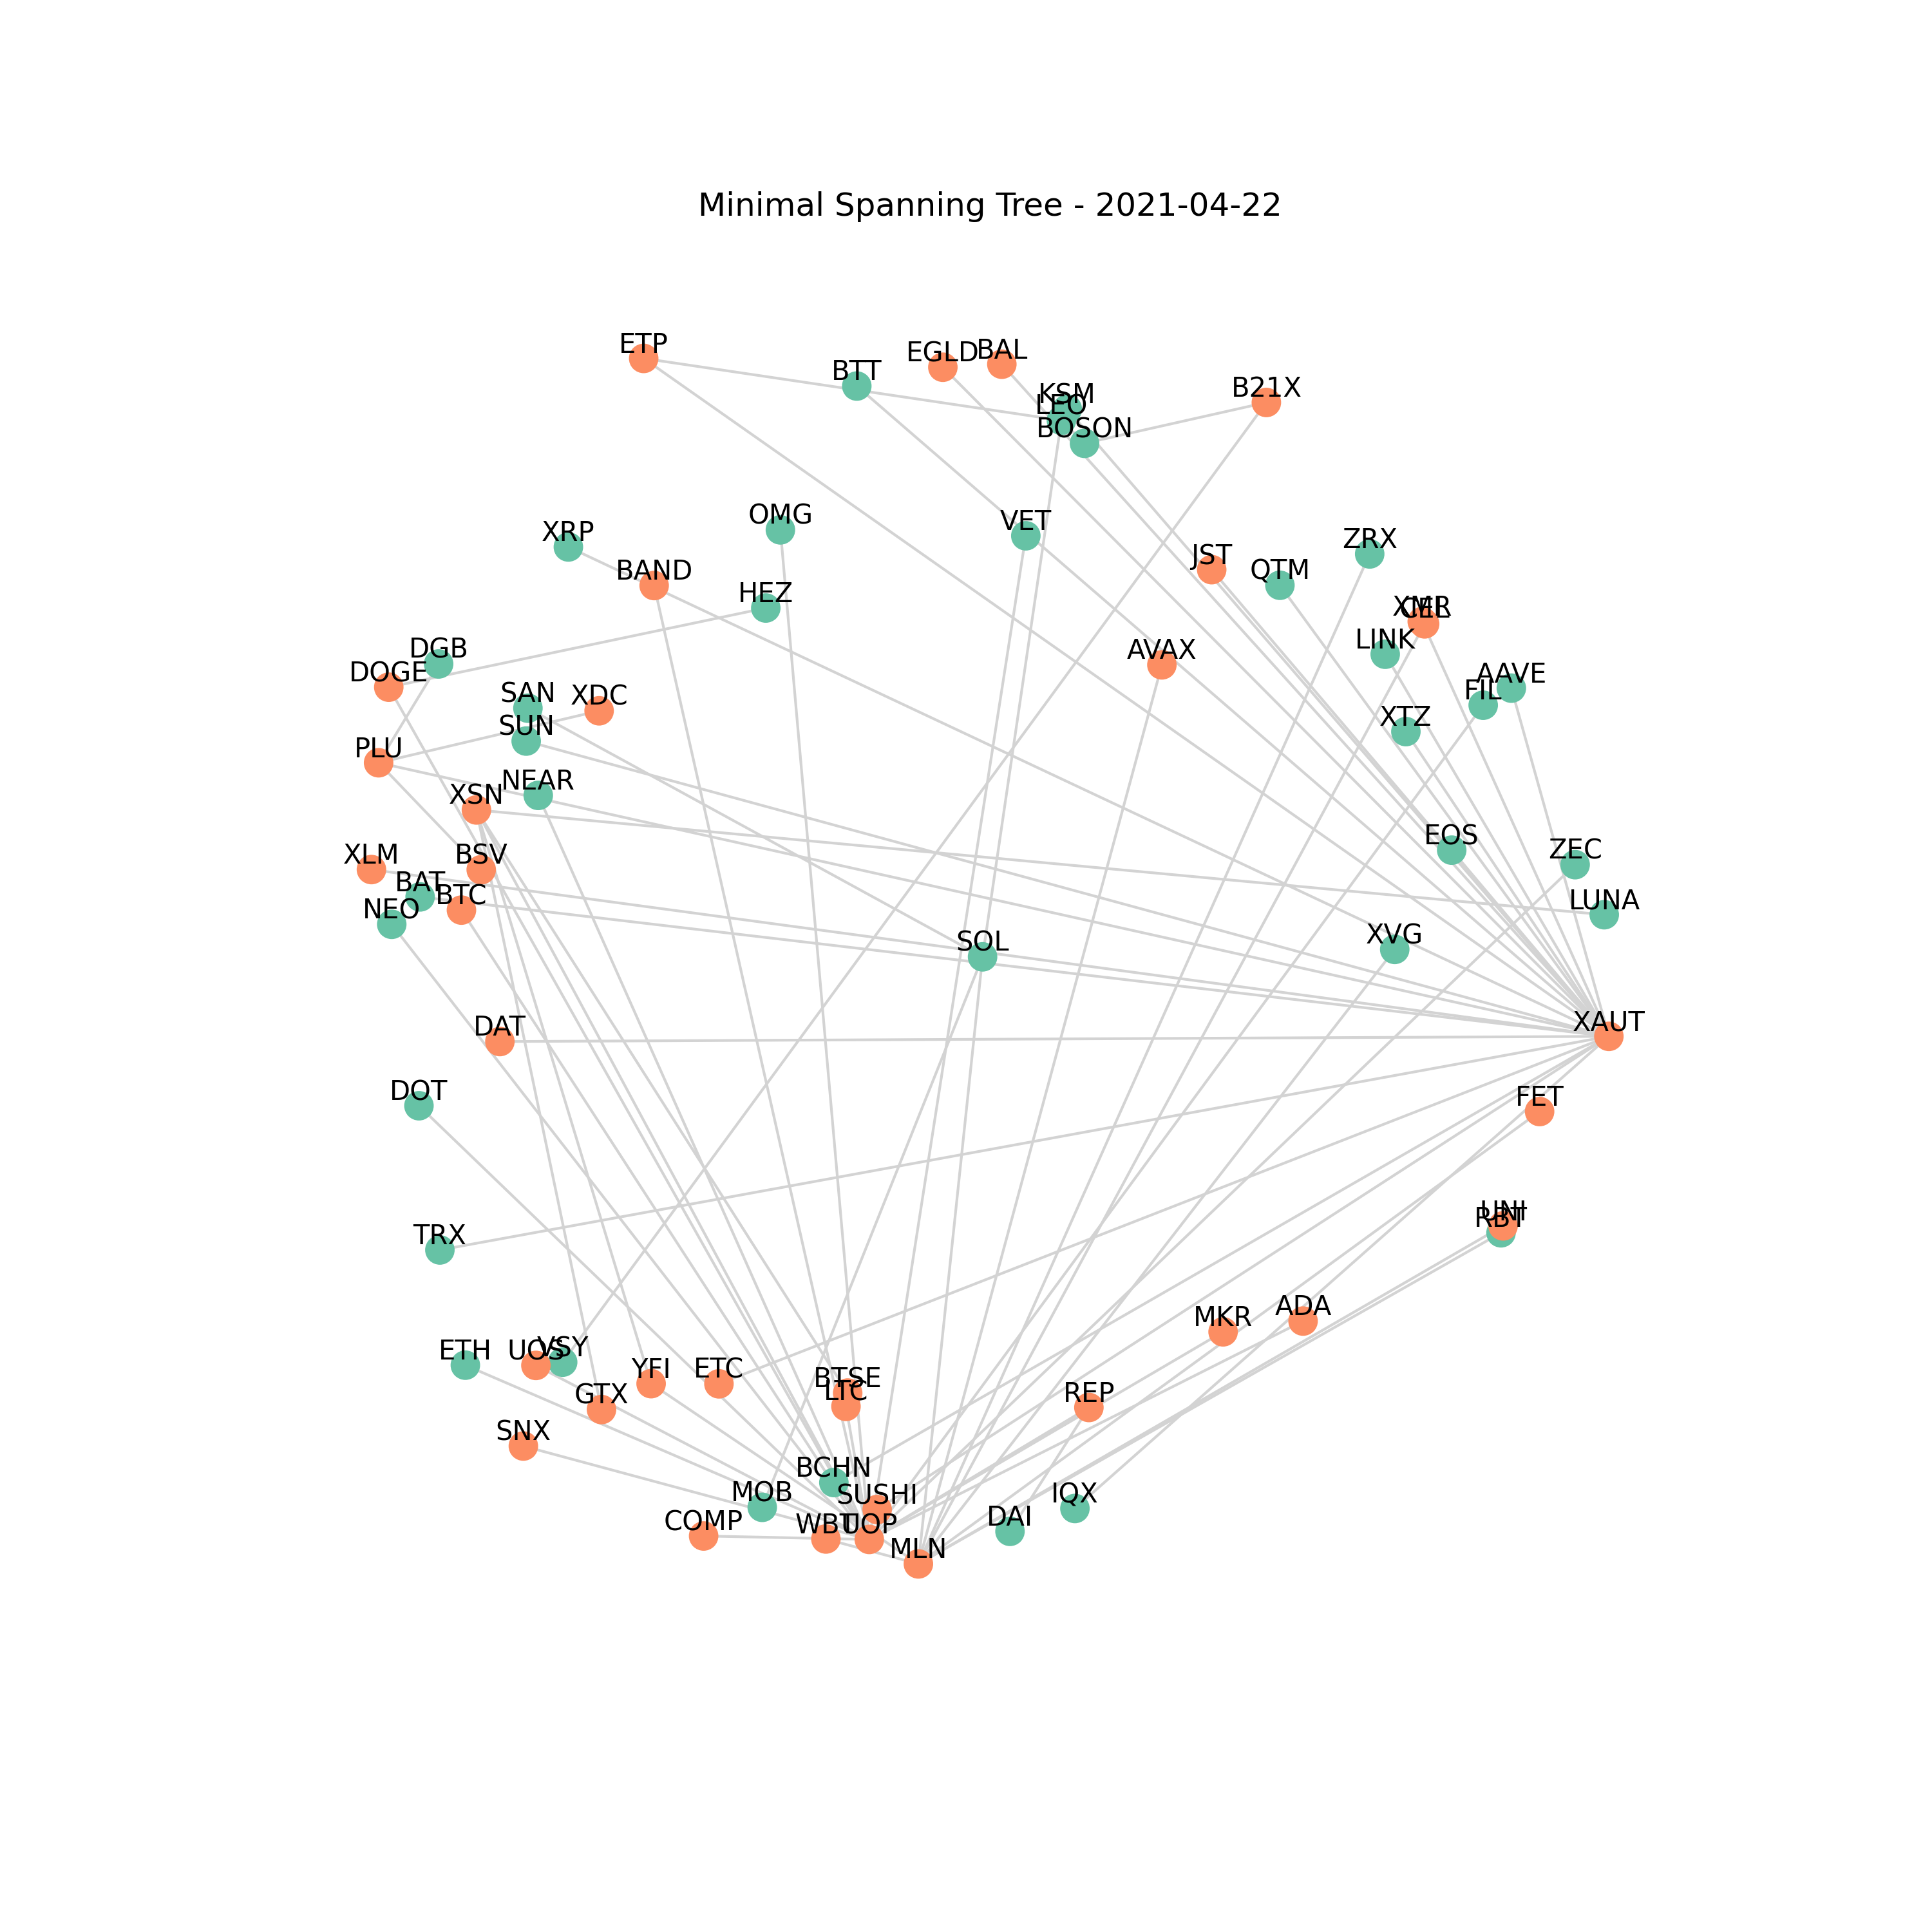 Minimal Spanning Tree - 2021-04-22
ETP
BTT
EGLD
BAL
KSM
LEO
BOSON
B21X
OMG
VET
XRP
BAND
HEZ
JST
QTM
ZRX
XMR
CEL
LINK
AVAX
DGB
DOGE
SAN
XDC
AAVE
FIL
XTZ
SUN
PLU
NEAR
XSN
XLM
BSV
BAT
BTC
NEO
EOS
ZEC
LUNA
SOL
XVG
XAUT
DAT
DOT
FET
UNI
RBT
TRX
MKR
ADA
ETH
UOS
VSY
YFI
ETC
BTSE
LTC
GTX
REP
SNX
BCHN
MOB
SUSHI
IQX
COMP
WBT
UOP
DAI
MLN